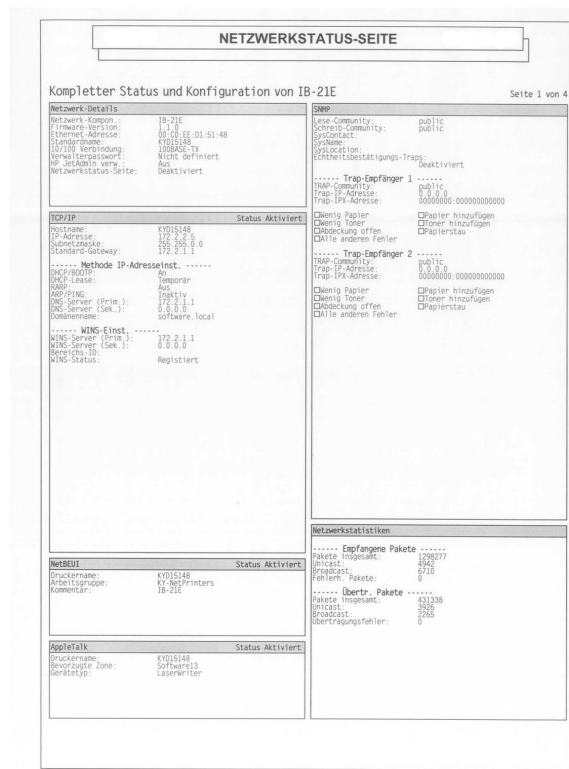 NETZWERKSTATUS-SEITE
Kompletter Status und Konfiguration von IB-21E
Seite 1 von 4
Netzwerk-Details
Netzwerk-Kompon.: IB-21E
Firmware-Version: 1.1.0
Ethernet-Adresse: 00:C0:EE:D1:51:48
Standardname: KYD15148
10/100 Verbindung: 100BASE-TX
Verwalterpasswort: Nicht definiert
HP JetAdmin verw.: Aus
Netzwerkstatus-Seite: Deaktiviert
TCP/IP Status Aktiviert
Hostname: KYD15148
IP-Adresse: 172.2.2.5
Subnetzmaske: 255.255.0.0
Standard-Gateway: 172.2.1.1
------ Methode IP-Adresseinst. ------
DHCP/BOOTP: An
DHCP-Lease: Temporär
RARP: Aus
ARP/PING: Inaktiv
DNS-Server (Prim.): 172.2.1.1
DNS-Server (Sek.): 0.0.0.0
Domänenname: software.local
------ WINS-Einst. ------
WINS-Server (Prim.): 172.2.1.1
WINS-Server (Sek.): 0.0.0.0
Bereichs-ID:
WINS-Status: Registiert
NetBEUI Status Aktiviert
Druckername: KYD15148
Arbeitsgruppe: KY-NetPrinters
Kommentar: IB-21E
AppleTalk Status Aktiviert
Druckername: KYD15148
Bevorzugte Zone: Software13
Gerätetyp: LaserWriter
SNMP
Lese-Community: public
Schreib-Community: public
SysContact:
SysName:
SysLocation:
Echtheitsbestätigungs-Traps:
Deaktiviert
------ Trap-Empfänger 1 ------
TRAP-Community: public
Trap-IP-Adresse: 0.0.0.0
Trap-IPX-Adresse: 00000000:000000000000
□Wenig Papier □Papier hinzufügen
□Wenig Toner □Toner hinzufügen
□Abdeckung offen □Papierstau
□Alle anderen Fehler
------ Trap-Empfänger 2 ------
TRAP-Community: public
Trap-IP-Adresse: 0.0.0.0
Trap-IPX-Adresse: 00000000:000000000000
□Wenig Papier □Papier hinzufügen
□Wenig Toner □Toner hinzufügen
□Abdeckung offen □Papierstau
□Alle anderen Fehler
Netzwerkstatistiken
------ Empfangene Pakete ------
Pakete insgesamt: 1298277
Unicast: 4942
Broadcast: 6710
Fehlerh. Pakete: 0
------ Übertr. Pakete ------
Pakete insgesamt: 431338
Unicast: 3926
Broadcast: 2265
Übertragungsfehler: 0